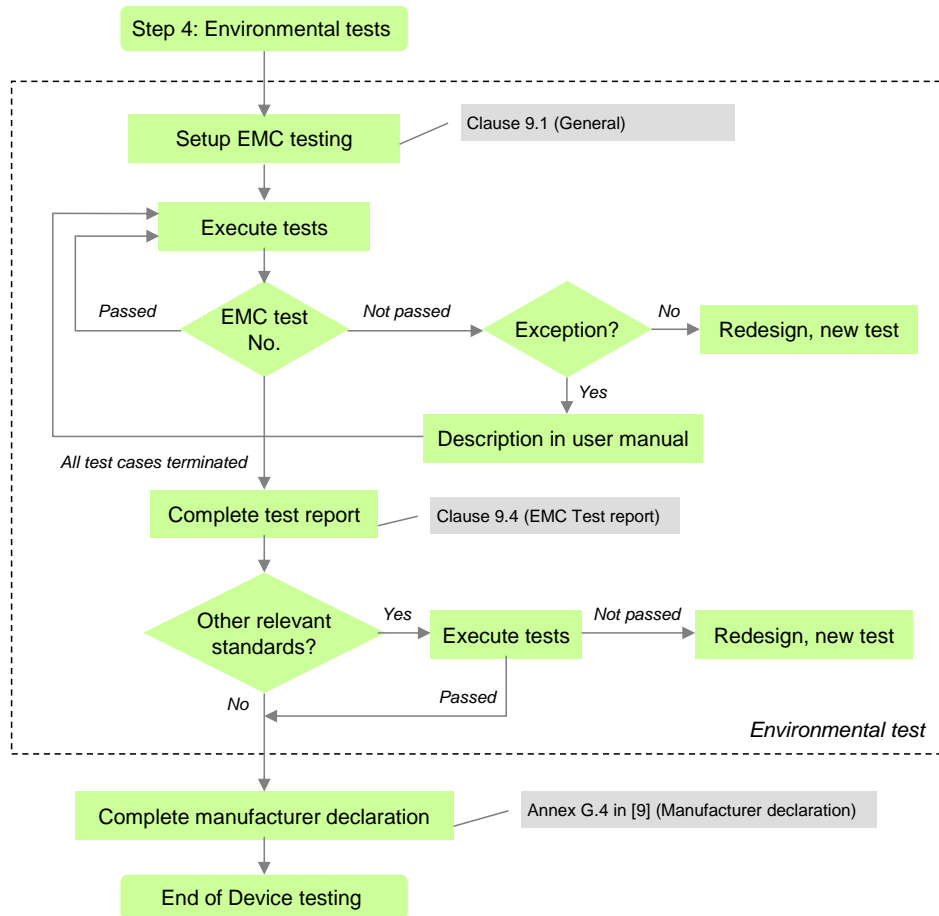 Step 4: Environmental tests
Setup EMC testing
Clause 9.1 (General)
Execute tests
Passed
EMC test
No.
Not passed
Exception?
No
Redesign, new test
Yes
Description in user manual
All test cases terminated
Complete test report
Clause 9.4 (EMC Test report)
Other relevant
standards?
Yes
Execute tests
Not passed
Redesign, new test
No
Passed
Environmental test
Complete manufacturer declaration
Annex G.4 in [9] (Manufacturer declaration)
End of Device testing